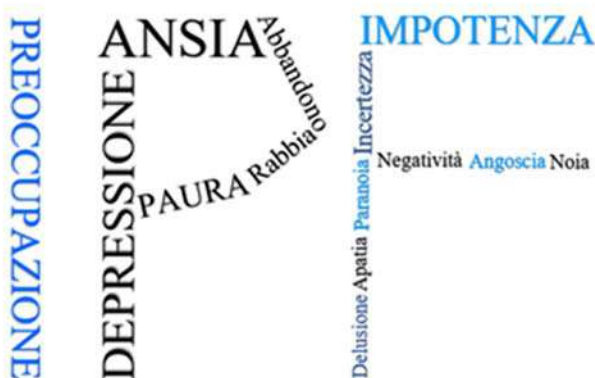 PREOCCUPAZIONE
DEPRESSIONE
ANSIA
Abbandono
Rabbia
PAURA
IMPOTENZA
Delusione Apatia Paranoia Incertezza
Negatività Angoscia Noia